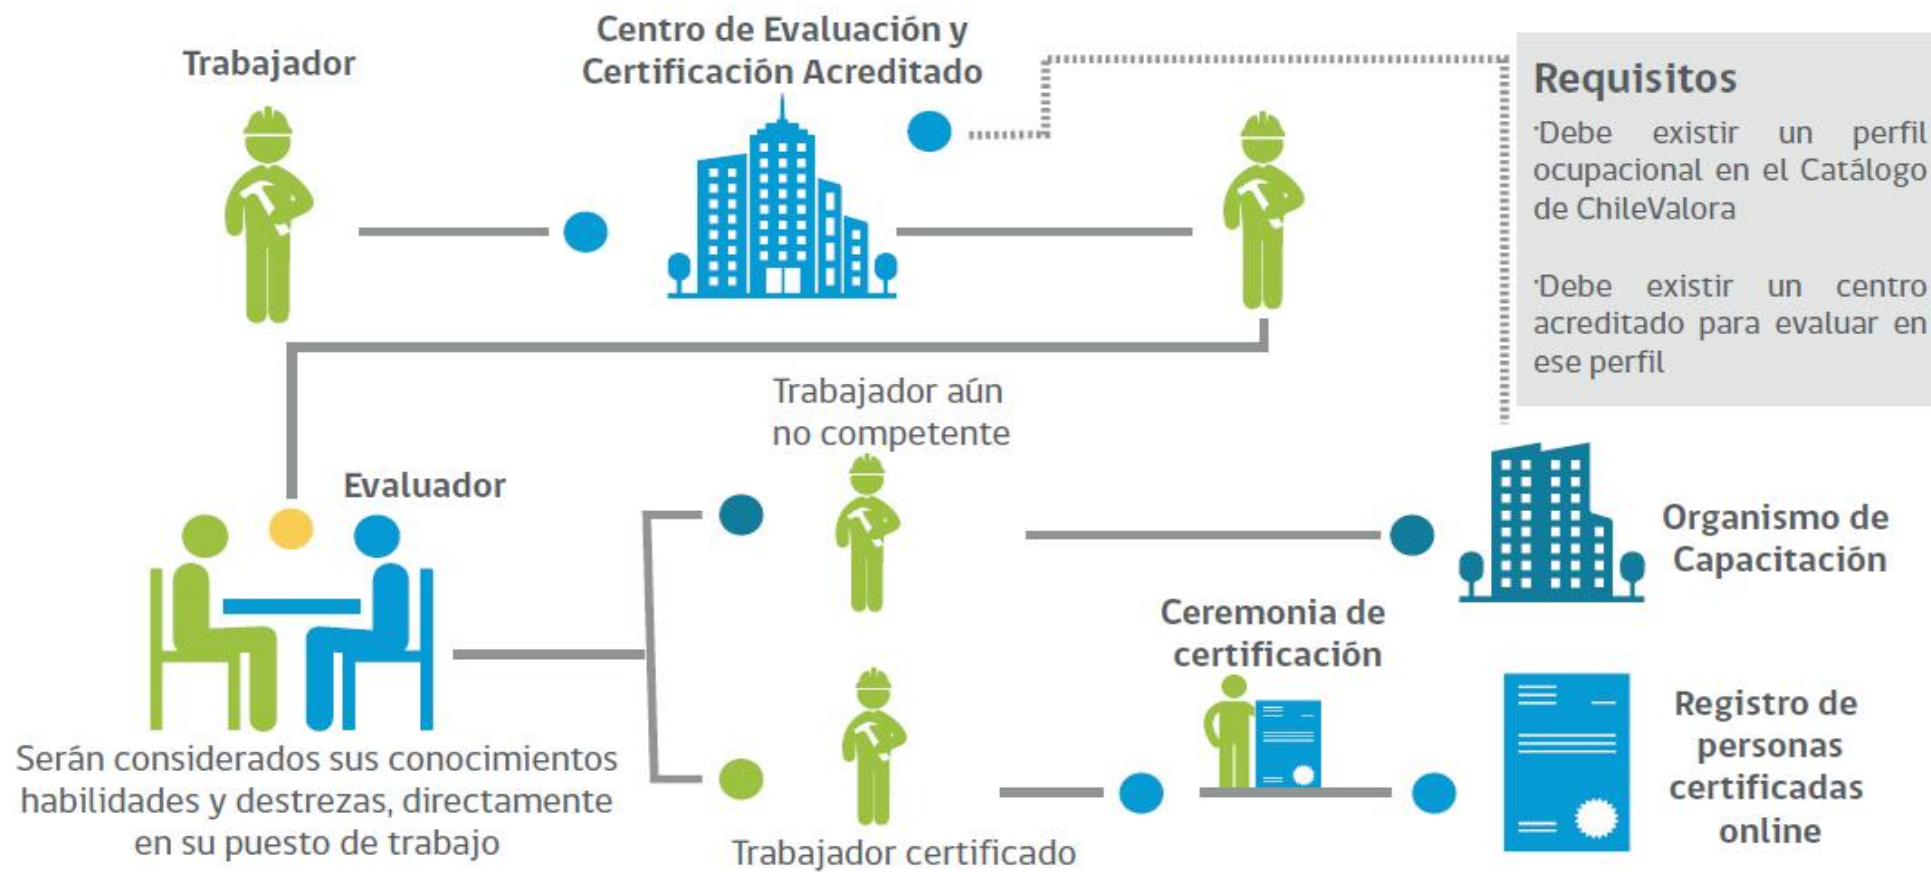 Trabajador
Centro de Evaluación y
Certificación Acreditado
Requisitos
·Debe existir un perfil
ocupacional en el Catálogo
de ChileValora
·Debe existir un centro
acreditado para evaluar en
ese perfil
Trabajador aún
no competente
Evaluador
Organismo de
Capacitación
Ceremonia de
certificación
Registro de
personas
certificadas
online
Serán considerados sus conocimientos
habilidades y destrezas, directamente
en su puesto de trabajo
Trabajador certificado